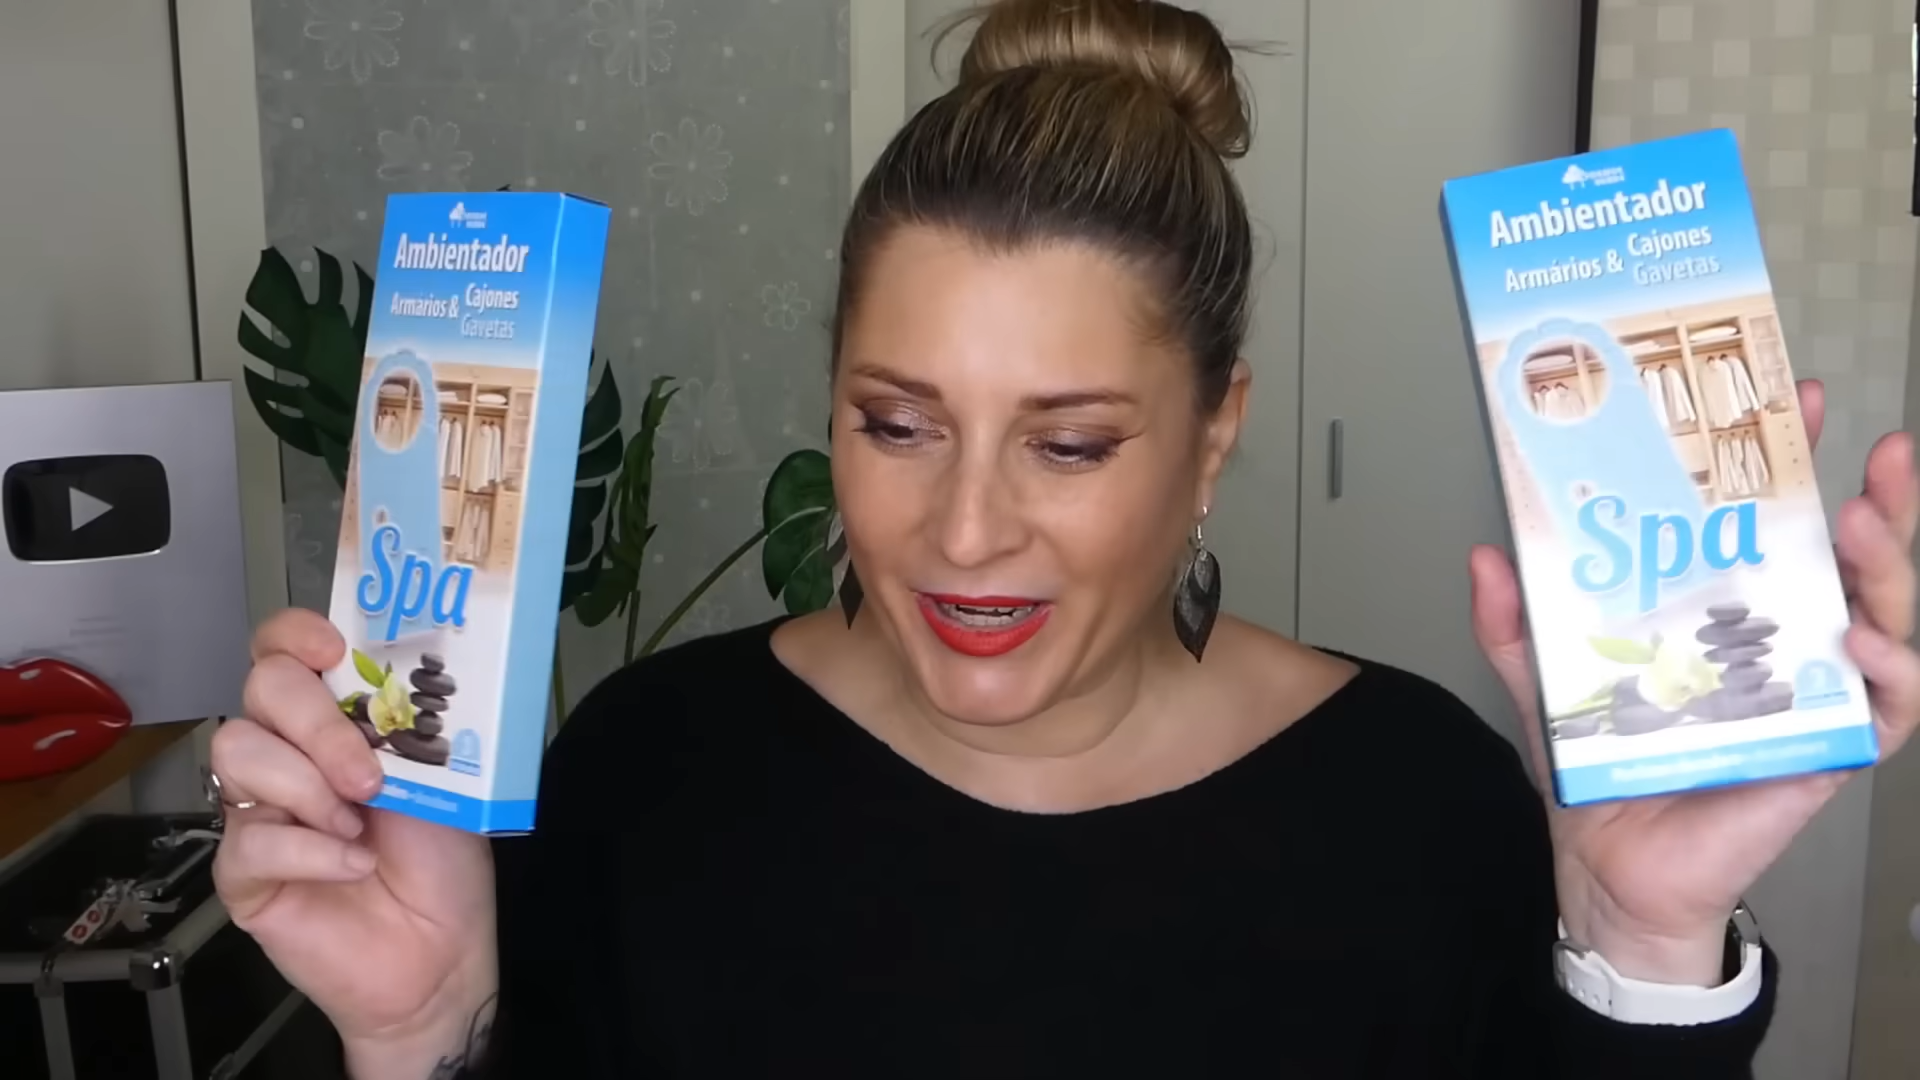 Ambientador
Armários & Cajones
Gavetas
Spa
Ambientador
Armários & Cajones
Gavetas
Spa